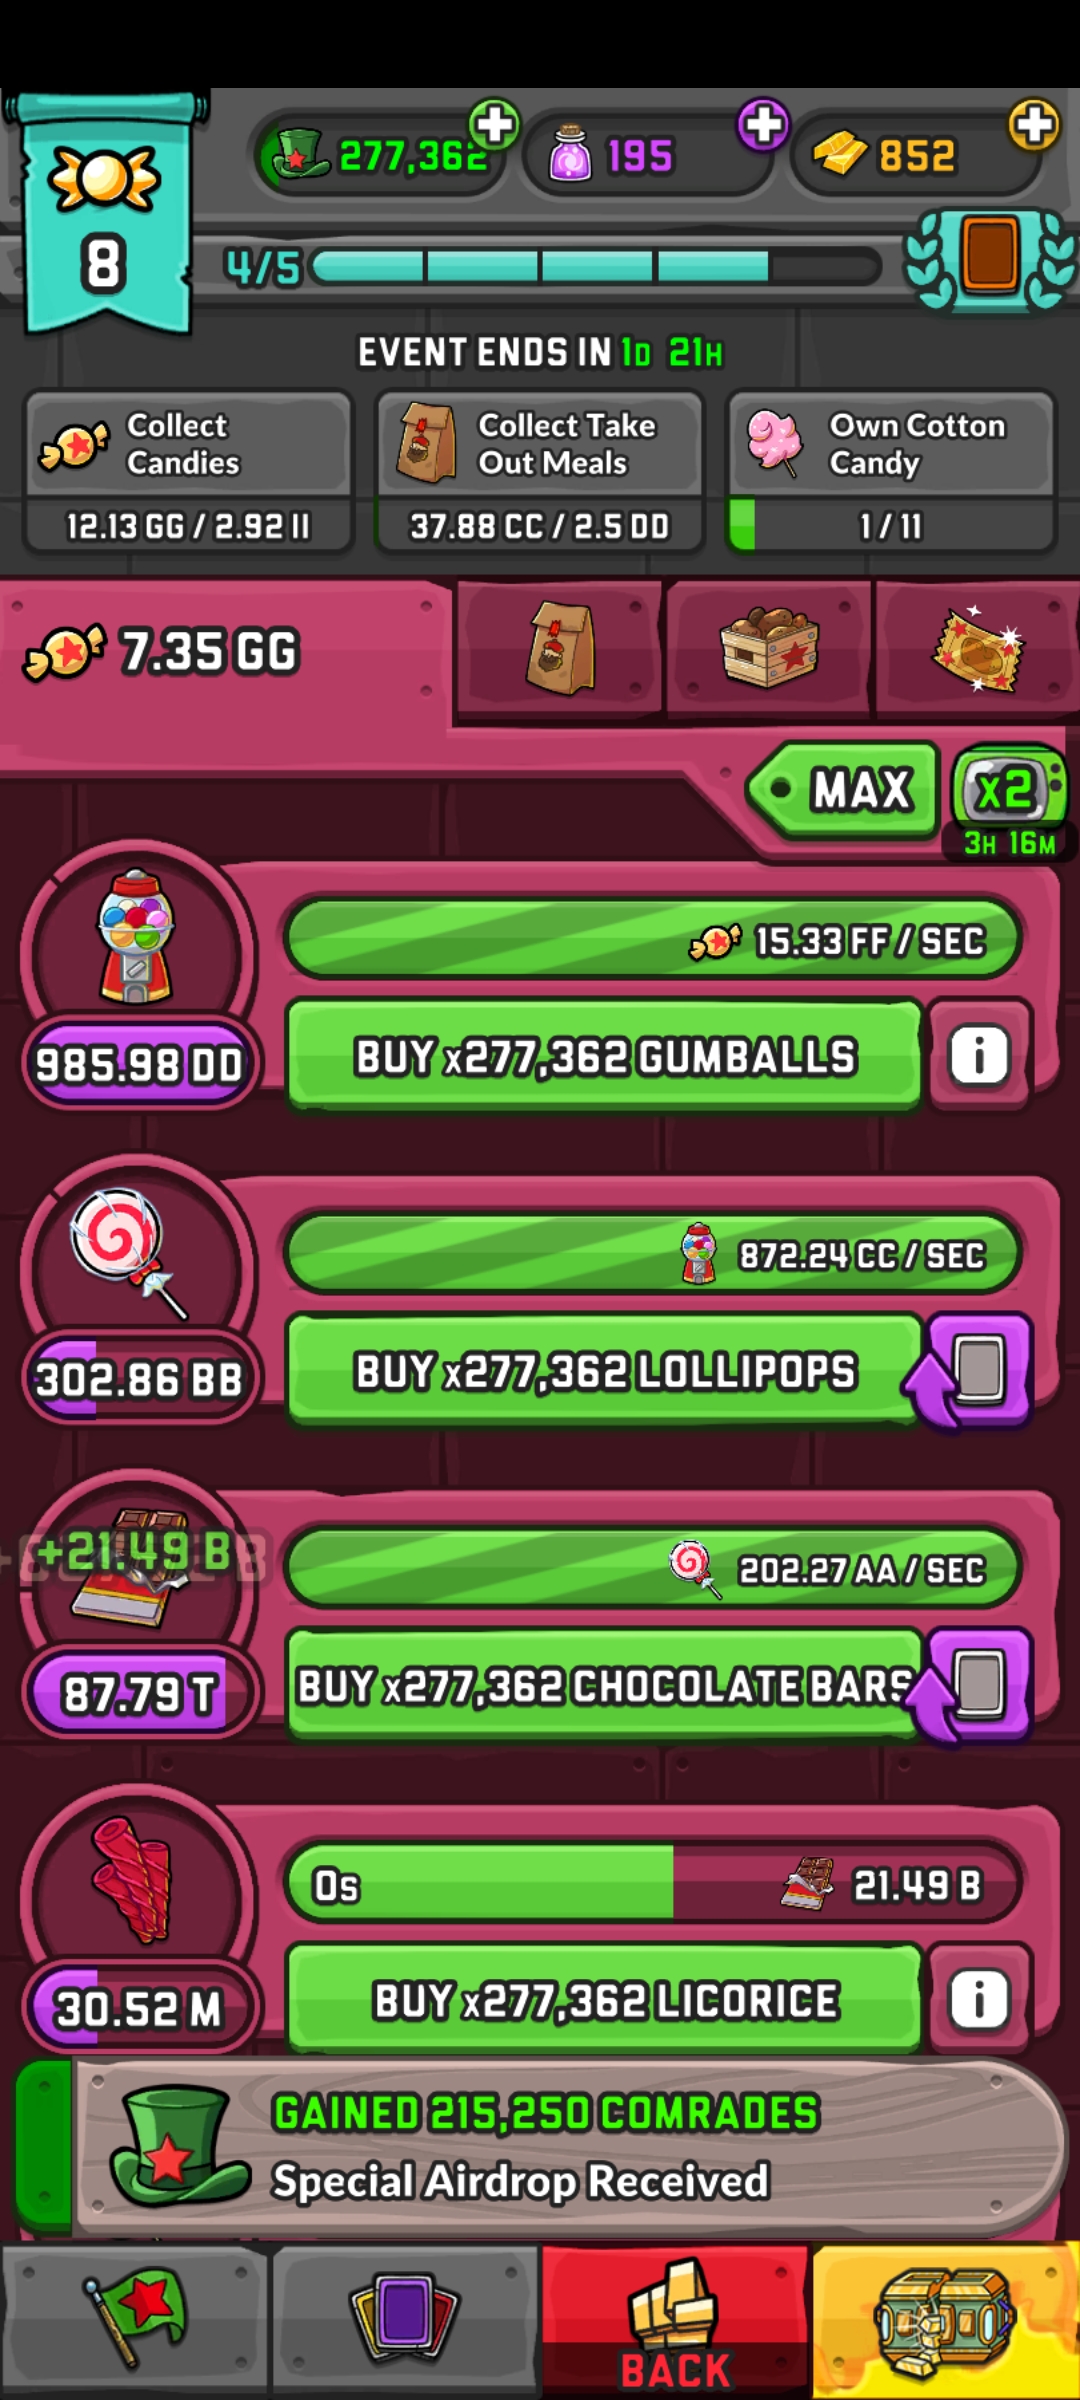 277,362
195
852
8
4/5
EVENT ENDS IN 1D 21H
Collect
Candies
12.13 GG / 2.92 II
Collect Take
Out Meals
37.88 CC / 2.5 DD
Own Cotton
Candy
1 / 11
7.35 GG
MAX
x2
3H 16M
15.33 FF / SEC
985.98 DD
BUY x277,362 GUMBALLS
i
872.24 CC / SEC
302.86 BB
BUY x277,362 LOLLIPOPS
+21.49 B
202.27 AA / SEC
87.79 T
BUY x277,362 CHOCOLATE BARS
0s
21.49 B
30.52 M
BUY x277,362 LICORICE
i
GAINED 215,250 COMRADES
Special Airdrop Received
BACK